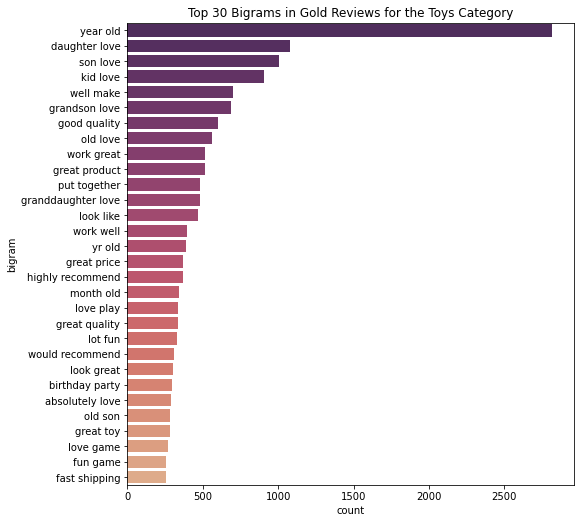 Top 30 Bigrams in Gold Reviews for the Toys Category
bigram
year old
daughter love
son love
kid love
well make
grandson love
good quality
old love
work great
great product
put together
granddaughter love
look like
work well
yr old
great price
highly recommend
month old
love play
great quality
lot fun
would recommend
look great
birthday party
absolutely love
old son
great toy
love game
fun game
fast shipping
0 500 1000 1500 2000 2500
count